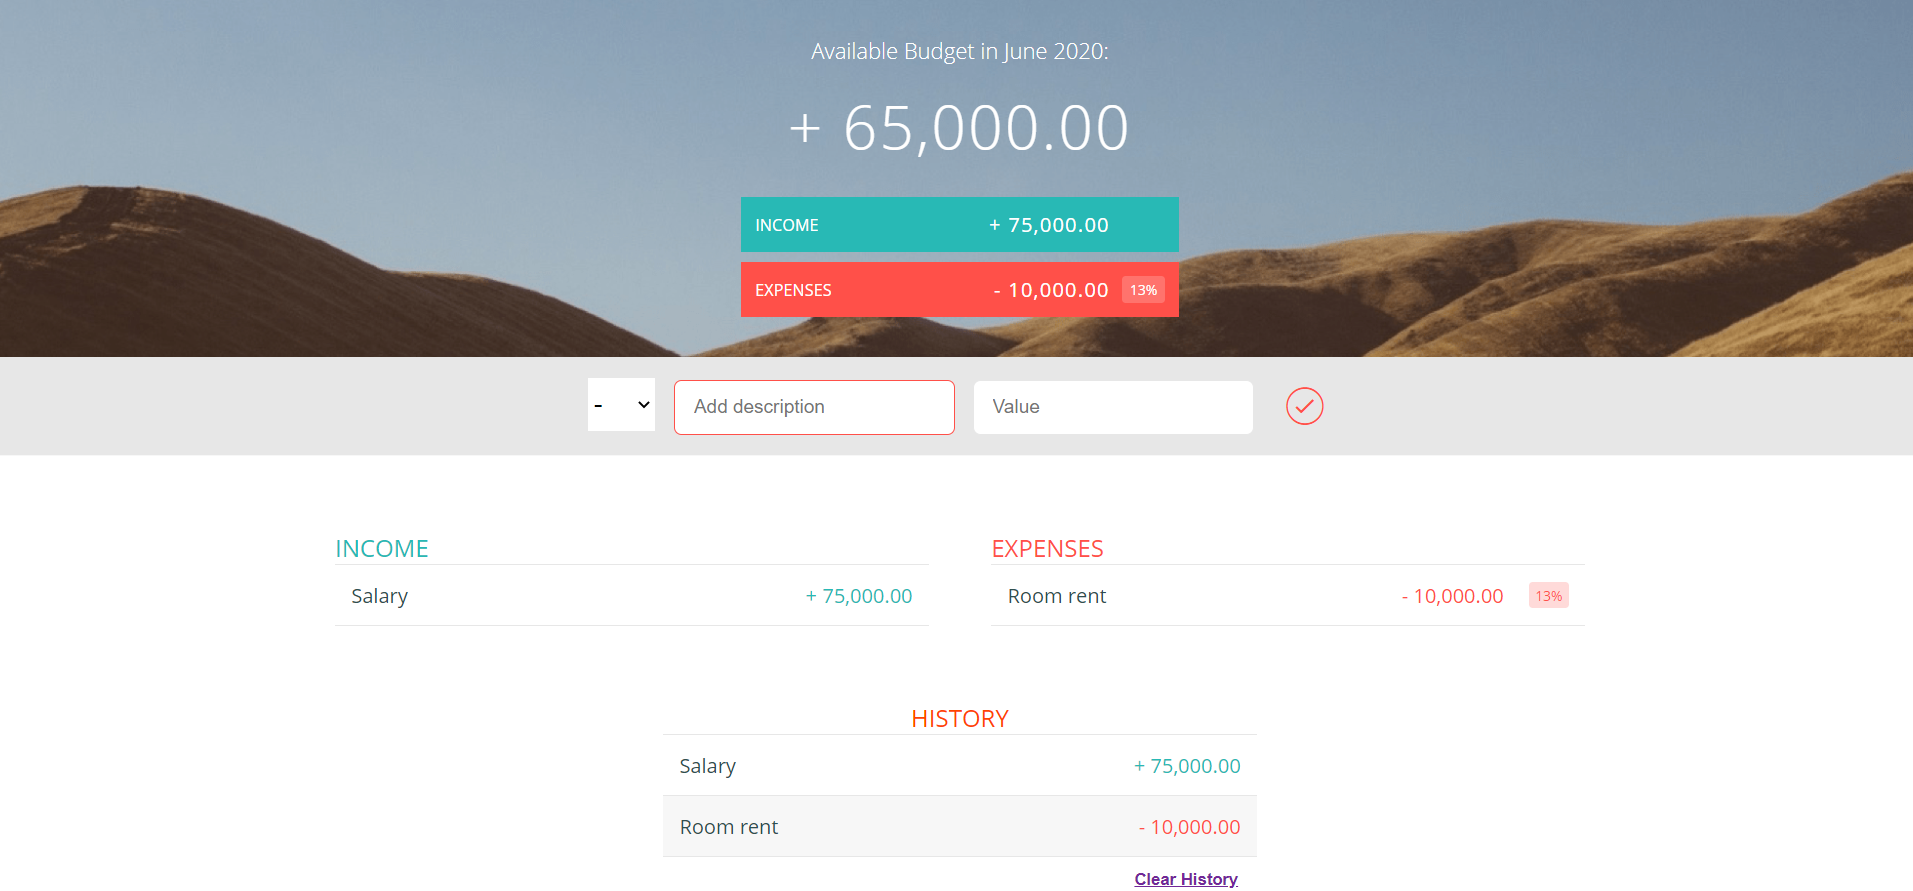 Available Budget in June 2020:
+ 65,000.00
INCOME + 75,000.00
EXPENSES - 10,000.00 13%
- Add description Value
INCOME
Salary + 75,000.00
EXPENSES
Room rent - 10,000.00 13%
HISTORY
Salary + 75,000.00
Room rent - 10,000.00
Clear History